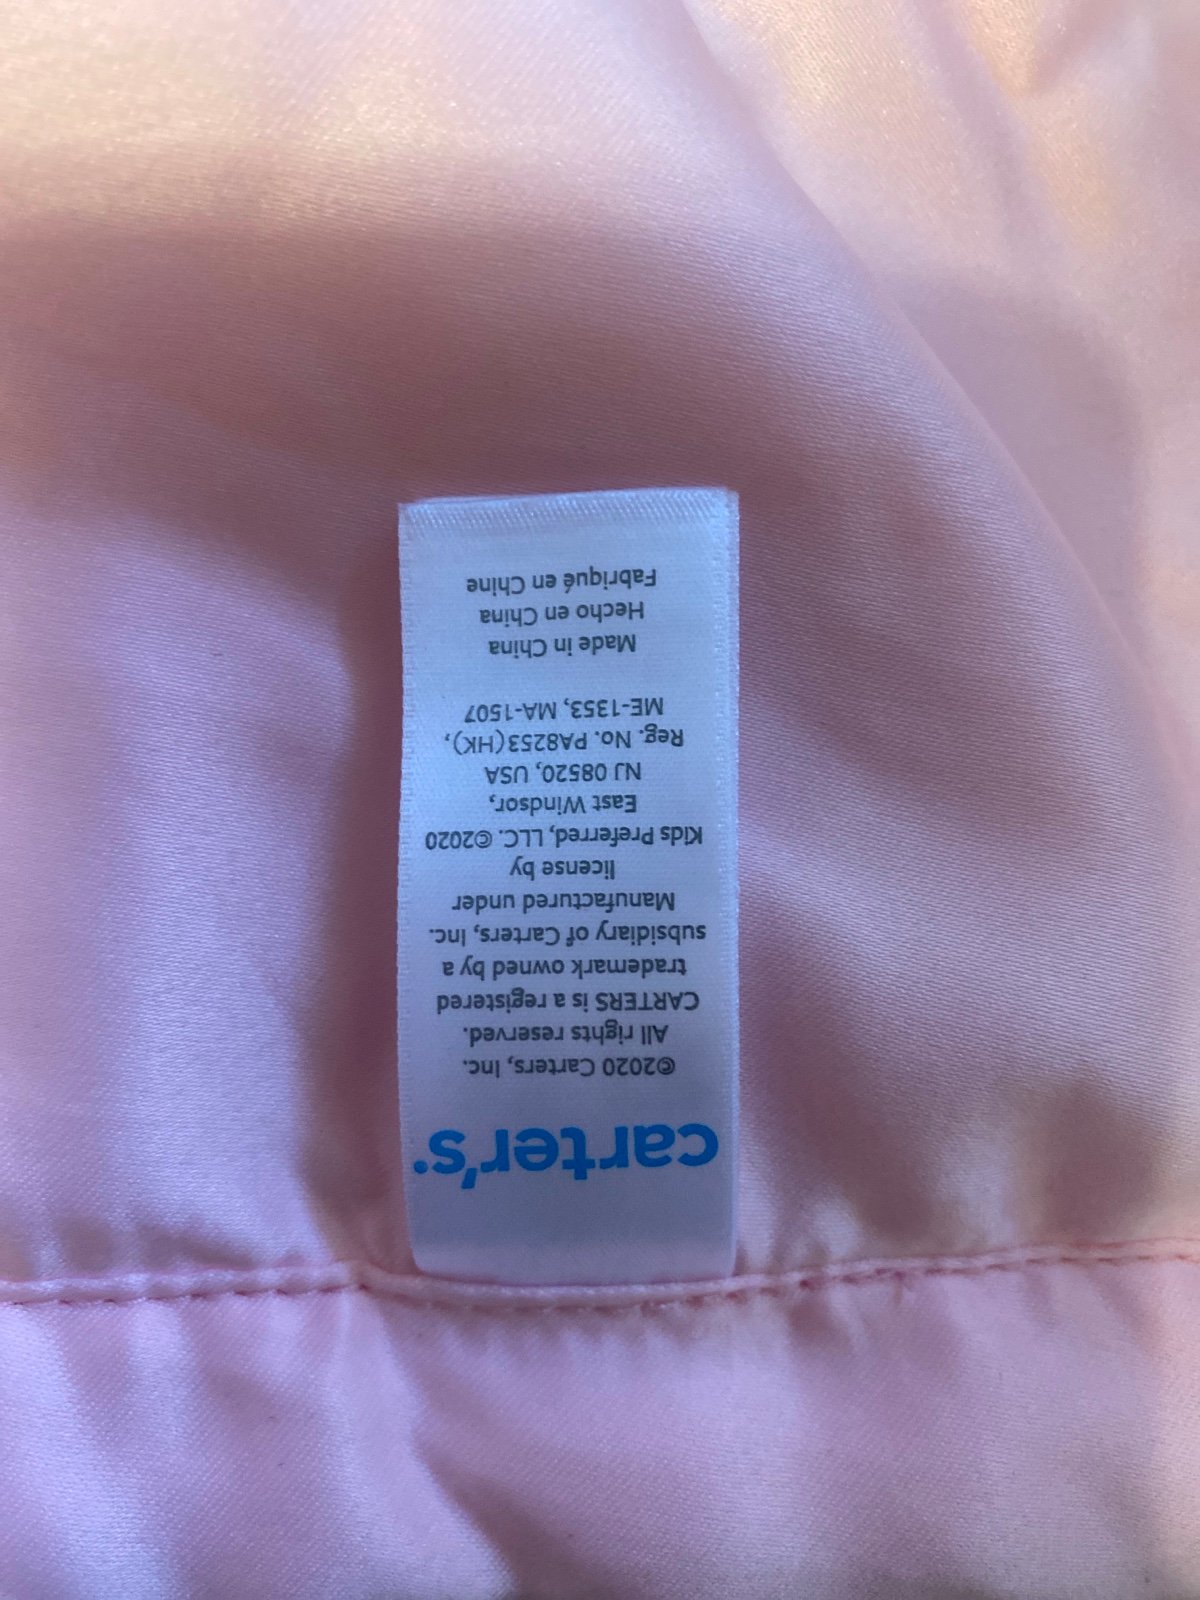 carter's®
©2020 Carters, Inc.
All rights reserved.
CARTERS is a registered
trademark owned by a
subsidiary of Carters, Inc.
Manufactured under
license by
Kids Preferred, LLC. ©2020
East Windsor,
NJ 08520, USA
Reg. No. PA8253(HK),
ME-1353, MA-1507
Made in China
Hecho en China
Fabriqué en Chine